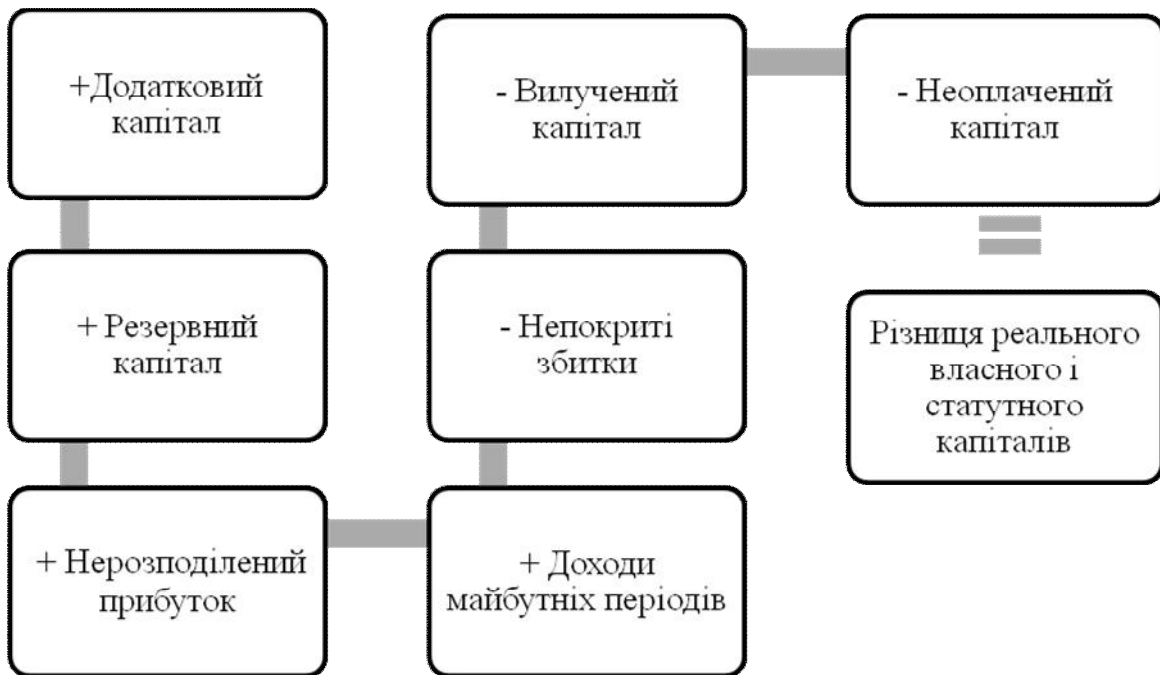 +Додатковий
капітал
+ Резервний
капітал
+ Нерозподілений
прибуток
+ Доходи
майбутніх періодів
- Непокриті
збитки
- Вилучений
капітал
- Неоплачений
капітал
=
Різниця реального
власного і
статутного
капіталів